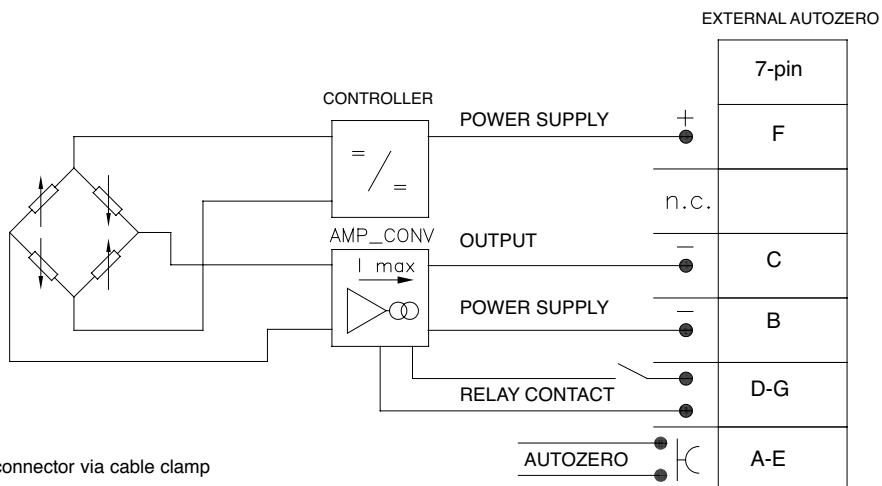 EXTERNAL AUTOZERO
7-pin
CONTROLLER
POWER SUPPLY
+
F
=
/
=
n.c.
AMP_CONV
OUTPUT
–
C
I max
POWER SUPPLY
–
B
RELAY CONTACT
D-G
connector via cable clamp
AUTOZERO
A-E